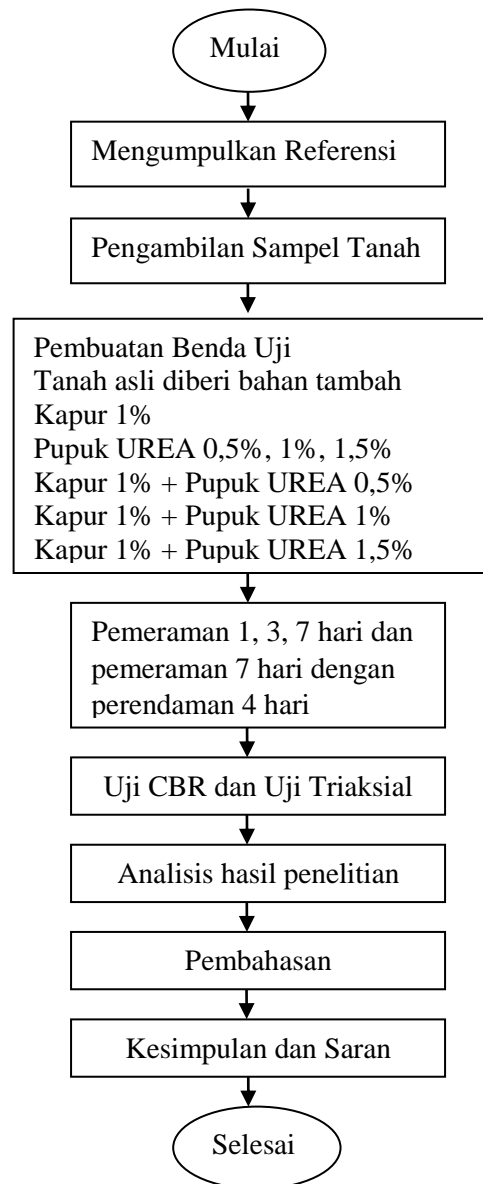 Mulai
Mengumpulkan Referensi
Pengambilan Sampel Tanah
Pembuatan Benda Uji
Tanah asli diberi bahan tambah
Kapur 1%
Pupuk UREA 0,5%, 1%, 1,5%
Kapur 1% + Pupuk UREA 0,5%
Kapur 1% + Pupuk UREA 1%
Kapur 1% + Pupuk UREA 1,5%
Pemeraman 1, 3, 7 hari dan
pemeraman 7 hari dengan
perendaman 4 hari
Uji CBR dan Uji Triaksial
Analisis hasil penelitian
Pembahasan
Kesimpulan dan Saran
Selesai